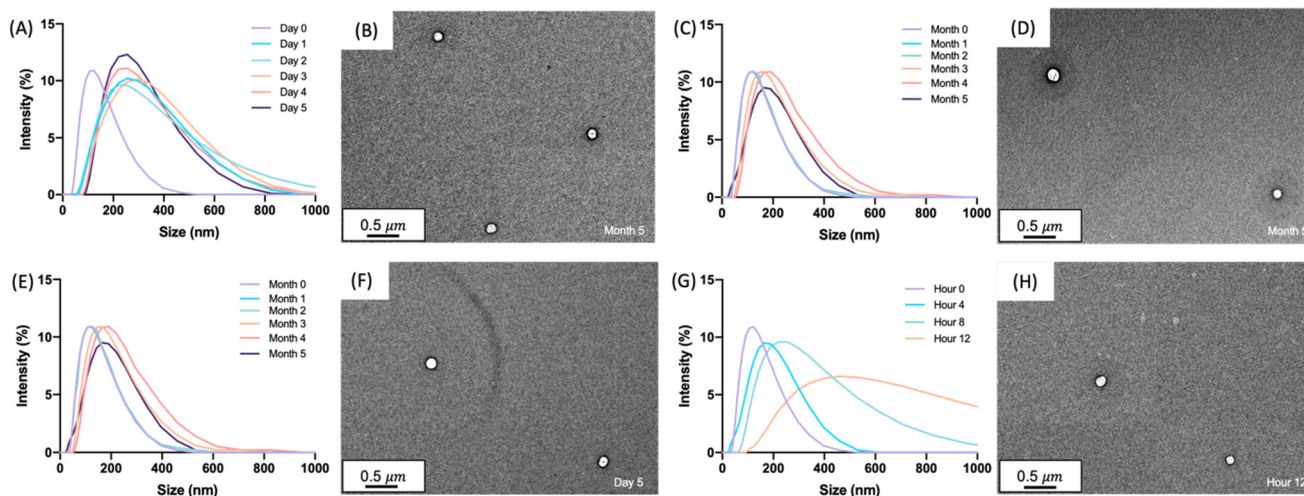 (A)
Intensity (%)
15
10
5
0
0 200 400 600 800 1000
Size (nm)
Day 0
Day 1
Day 2
Day 3
Day 4
Day 5
(B)
0.5 μm
Month 5
(C)
Intensity (%)
15
10
5
0
0 200 400 600 800 1000
Size (nm)
Month 0
Month 1
Month 2
Month 3
Month 4
Month 5
(D)
0.5 μm
Month 5
(E)
Intensity (%)
15
10
5
0
0 200 400 600 800 1000
Size (nm)
Month 0
Month 1
Month 2
Month 3
Month 4
Month 5
(F)
0.5 μm
Day 5
(G)
Intensity (%)
15
10
5
0
0 200 400 600 800 1000
Size (nm)
Hour 0
Hour 4
Hour 8
Hour 12
(H)
0.5 μm
Hour 12